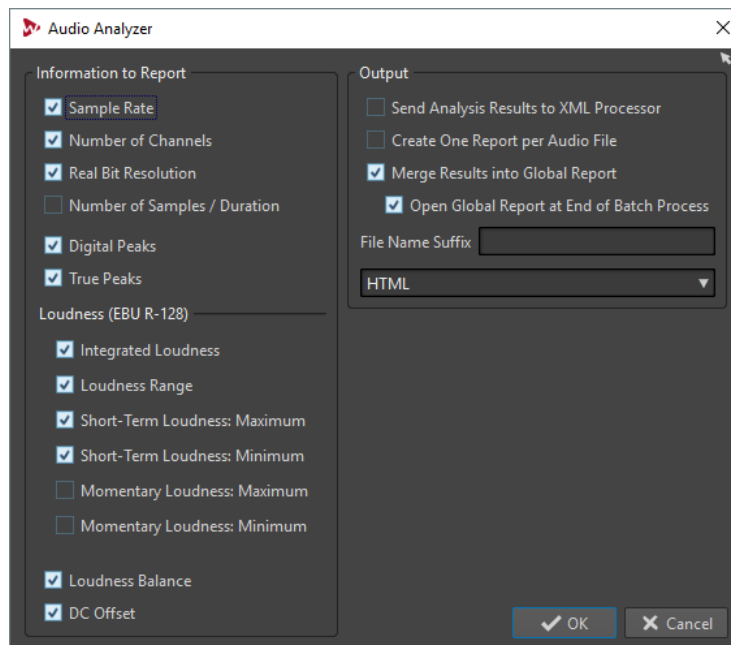 Audio Analyzer
Information to Report
Sample Rate
Number of Channels
Real Bit Resolution
Number of Samples / Duration
Digital Peaks
True Peaks
Loudness (EBU R-128)
Integrated Loudness
Loudness Range
Short-Term Loudness: Maximum
Short-Term Loudness: Minimum
Momentary Loudness: Maximum
Momentary Loudness: Minimum
Loudness Balance
DC Offset
Output
Send Analysis Results to XML Processor
Create One Report per Audio File
Merge Results into Global Report
Open Global Report at End of Batch Process
File Name Suffix
HTML
OK
Cancel